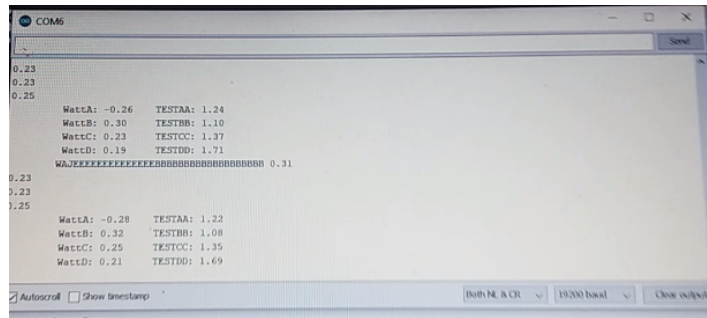 COM6
Send
0.23
0.23
0.25
WattA: -0.26 TESTAA: 1.24
WattB: 0.30 TESTBB: 1.10
WattC: 0.23 TESTCC: 1.37
WattD: 0.19 TESTDD: 1.71
WAJEEEEEEEEEEEEEEBBBBBBBBBBBBBBBBBBBB 0.31
0.23
0.23
0.25
WattA: -0.28 TESTAA: 1.22
WattB: 0.32 TESTBB: 1.08
WattC: 0.25 TESTCC: 1.35
WattD: 0.21 TESTDD: 1.69
Autoscroll Show timestamp Both NL & CR 19200 baud Clear output